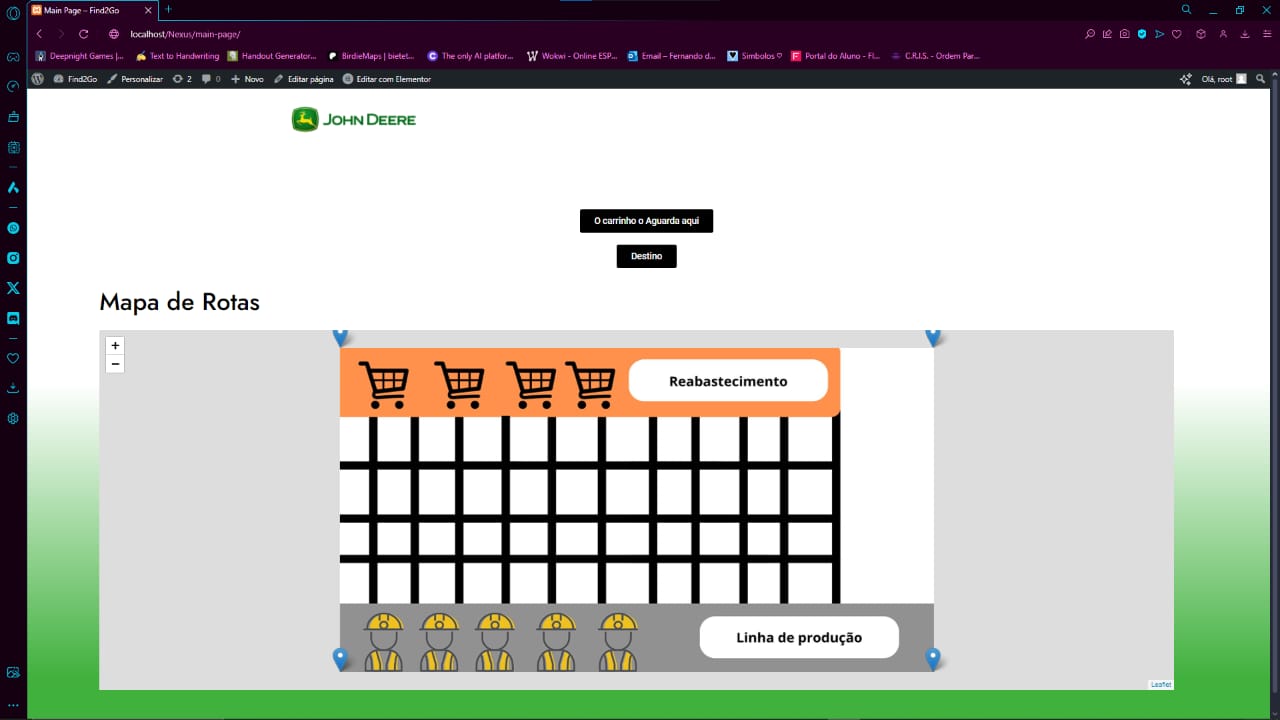 Main Page – Find2Go
localhost/Nexus/main-page/
Deepnight Games |...
Text to Handwriting
Handout Generator...
BirdieMaps | bietet...
The only AI platfor...
Wokwi - Online ESP...
Email – Fernando d...
Simbolos ♡
Portal do Aluno - FI...
C.R.I.S. - Ordem Par...
Find2Go
Personalizar
2
0
Novo
Editar página
Editar com Elementor
Olá, root
JOHN DEERE
O carrinho o Aguarda aqui
Destino
Mapa de Rotas
+
−
Reabastecimento
Linha de produção
Leaflet